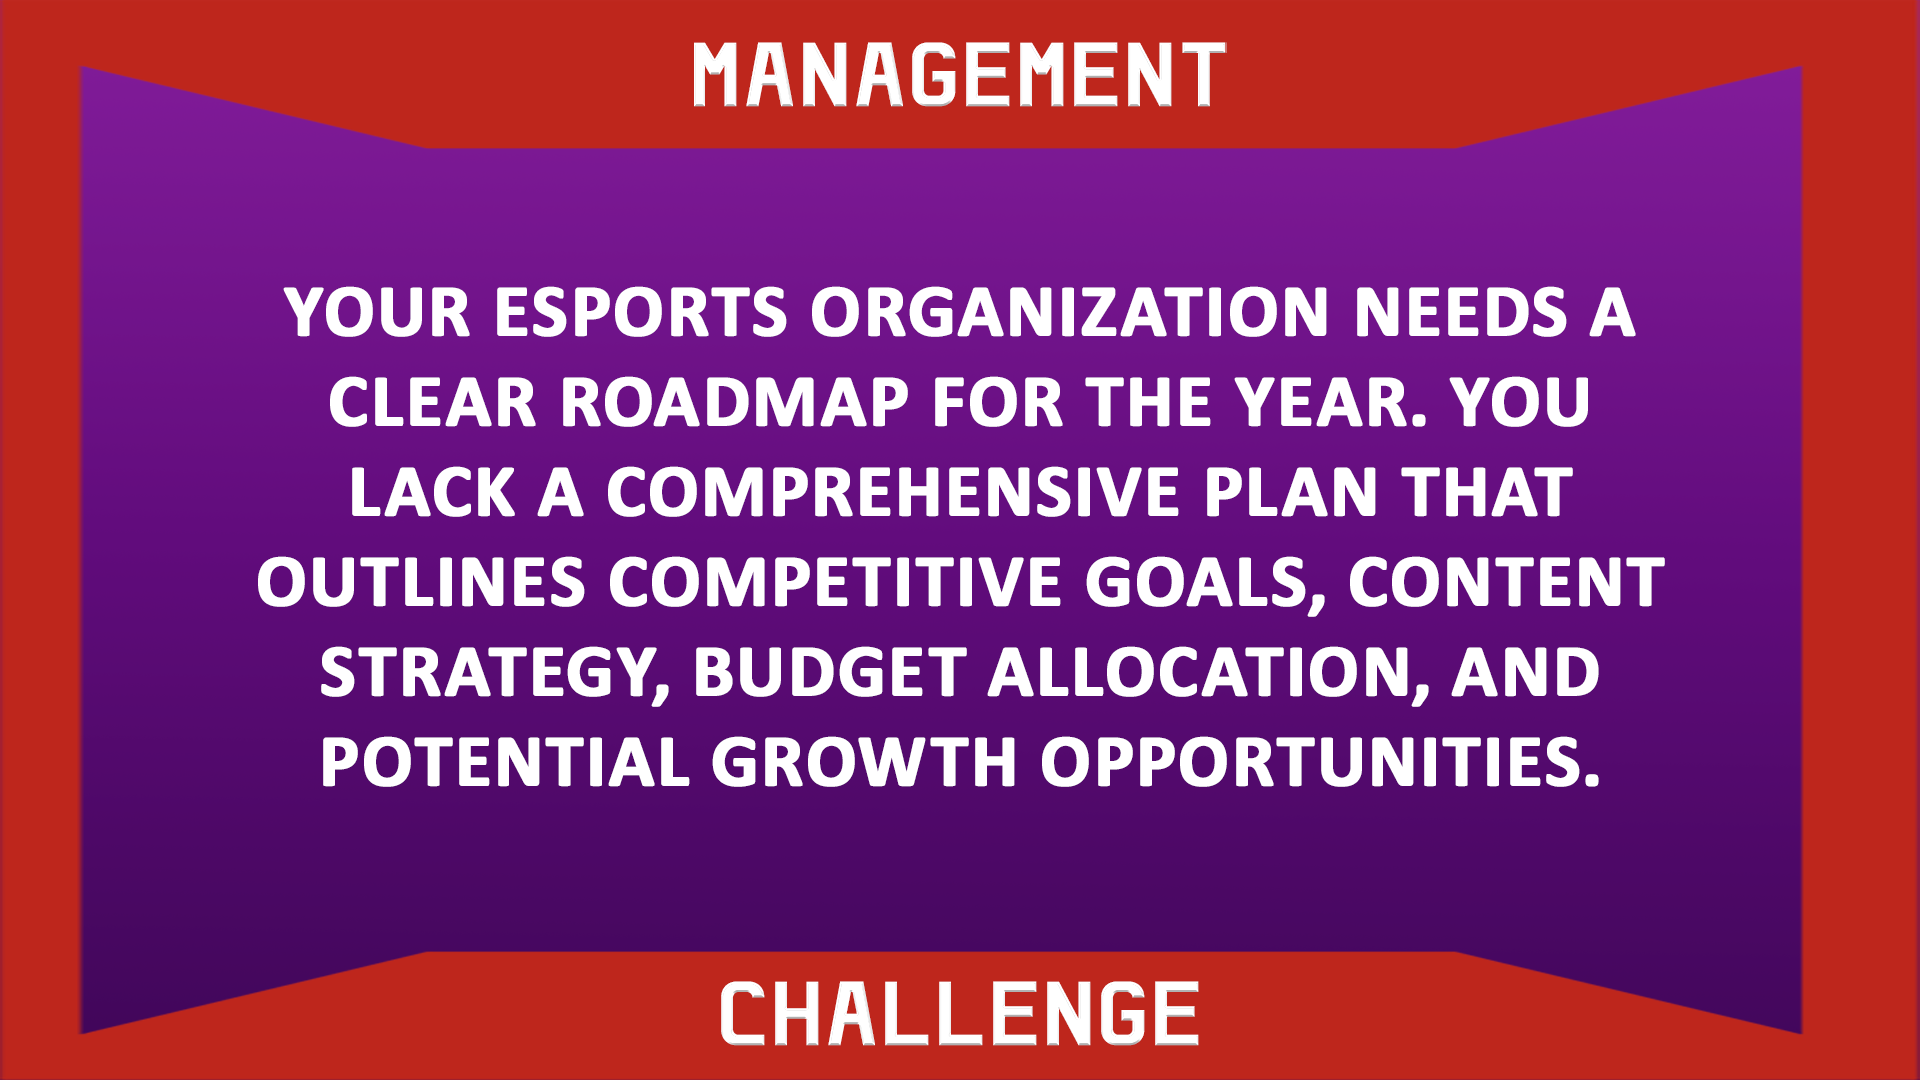 MANAGEMENT
YOUR ESPORTS ORGANIZATION NEEDS A
CLEAR ROADMAP FOR THE YEAR. YOU
LACK A COMPREHENSIVE PLAN THAT
OUTLINES COMPETITIVE GOALS, CONTENT
STRATEGY, BUDGET ALLOCATION, AND
POTENTIAL GROWTH OPPORTUNITIES.
CHALLENGE